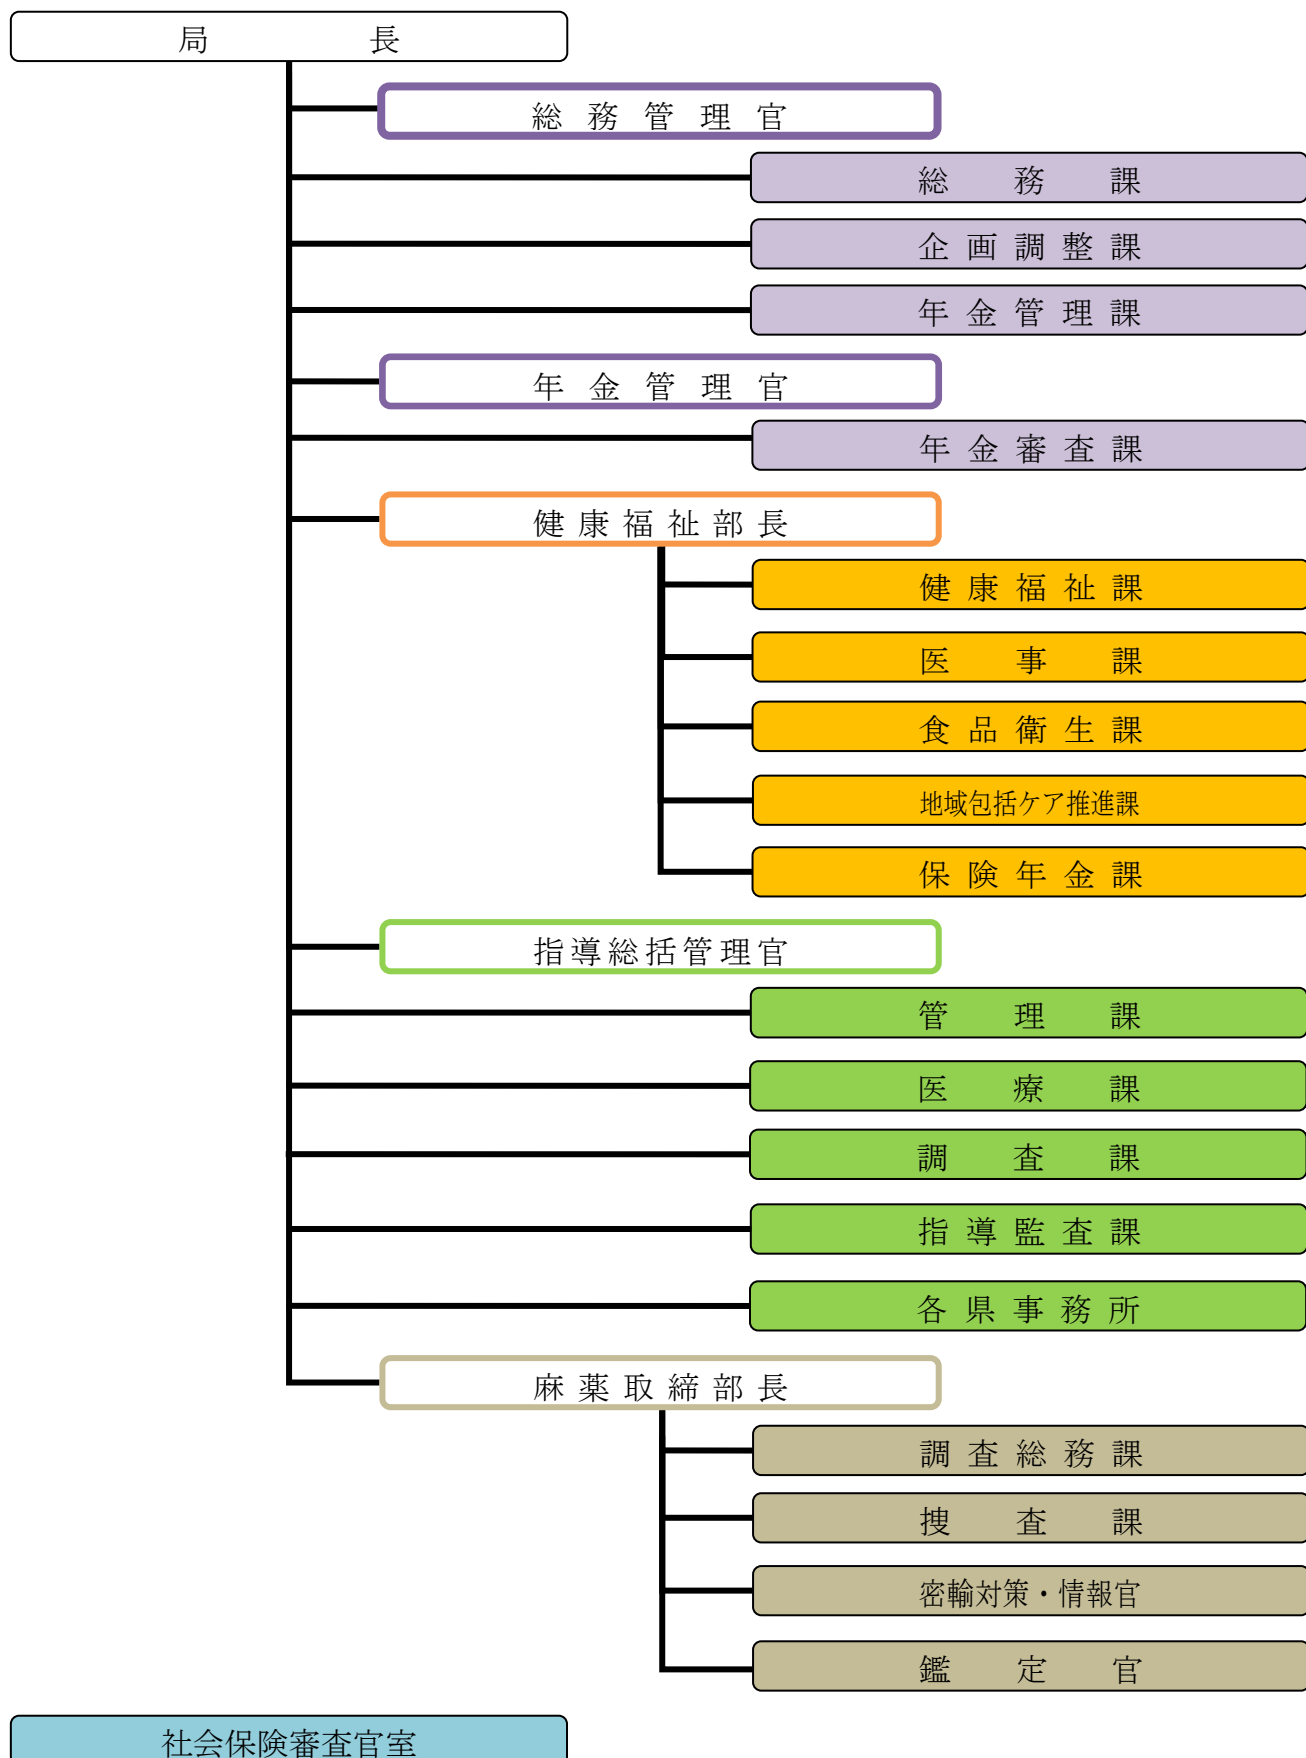 局長
総務管理官
総務課
企画調整課
年金管理課
年金管理官
年金審査課
健康福祉部長
健康福祉課
医事課
食品衛生課
地域包括ケア推進課
保険年金課
指導総括管理官
管理課
医療課
調査課
指導監査課
各県事務所
麻薬取締部長
調査総務課
捜査課
密輸対策・情報官
鑑定官
社会保険審査官室